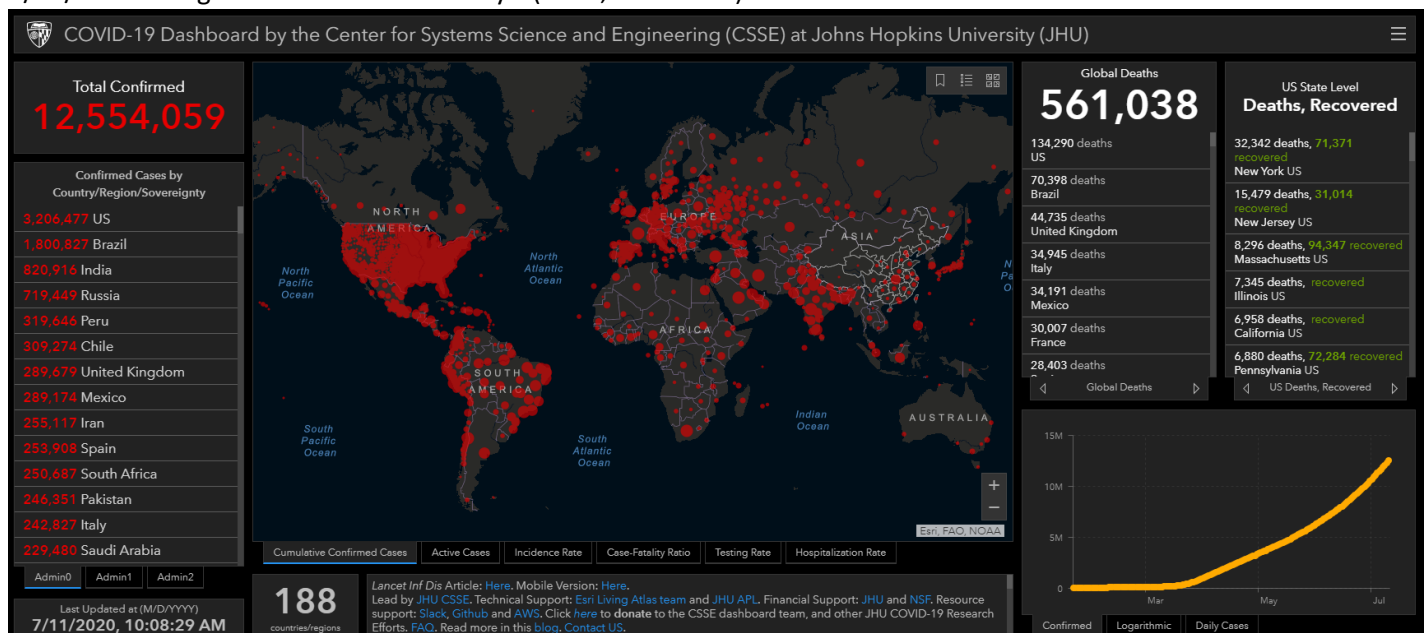 COVID-19 Dashboard by the Center for Systems Science and Engineering (CSSE) at Johns Hopkins University (JHU)
Total Confirmed
12,554,059
Confirmed Cases by
Country/Region/Sovereignty
3,206,477 US
1,800,827 Brazil
820,916 India
719,449 Russia
319,646 Peru
309,274 Chile
289,679 United Kingdom
289,174 Mexico
255,117 Iran
253,908 Spain
250,687 South Africa
246,351 Pakistan
242,827 Italy
229,480 Saudi Arabia
Admin0 Admin1 Admin2
Last Updated at (M/D/YYYY)
7/11/2020, 10:08:29 AM
NORTH
AMERICA
EUROPE
ASIA
North
Pacific
Ocean
North
Atlantic
Ocean
AFRICA
SOUTH
AMERICA
Indian
Ocean
AUSTRALIA
South
Pacific
Ocean
South
Atlantic
Ocean
+
−
Esri, FAO, NOAA
Cumulative Confirmed Cases Active Cases Incidence Rate Case-Fatality Ratio Testing Rate Hospitalization Rate
188
countries/regions
Lancet Inf Dis Article: Here. Mobile Version: Here.
Lead by JHU CSSE. Technical Support: Esri Living Atlas team and JHU APL. Financial Support: JHU and NSF. Resource
support: Slack, Github and AWS. Click here to donate to the CSSE dashboard team, and other JHU COVID-19 Research
Efforts. FAQ. Read more in this blog. Contact US.
Global Deaths
561,038
134,290 deaths
US
70,398 deaths
Brazil
44,735 deaths
United Kingdom
34,945 deaths
Italy
34,191 deaths
Mexico
30,007 deaths
France
28,403 deaths
Global Deaths
US State Level
Deaths, Recovered
32,342 deaths, 71,371
recovered
New York US
15,479 deaths, 31,014
recovered
New Jersey US
8,296 deaths, 94,347 recovered
Massachusetts US
7,345 deaths, recovered
Illinois US
6,958 deaths, recovered
California US
6,880 deaths, 72,284 recovered
Pennsylvania US
US Deaths, Recovered
15M
10M
5M
0
Mar May Jul
Confirmed Logarithmic Daily Cases